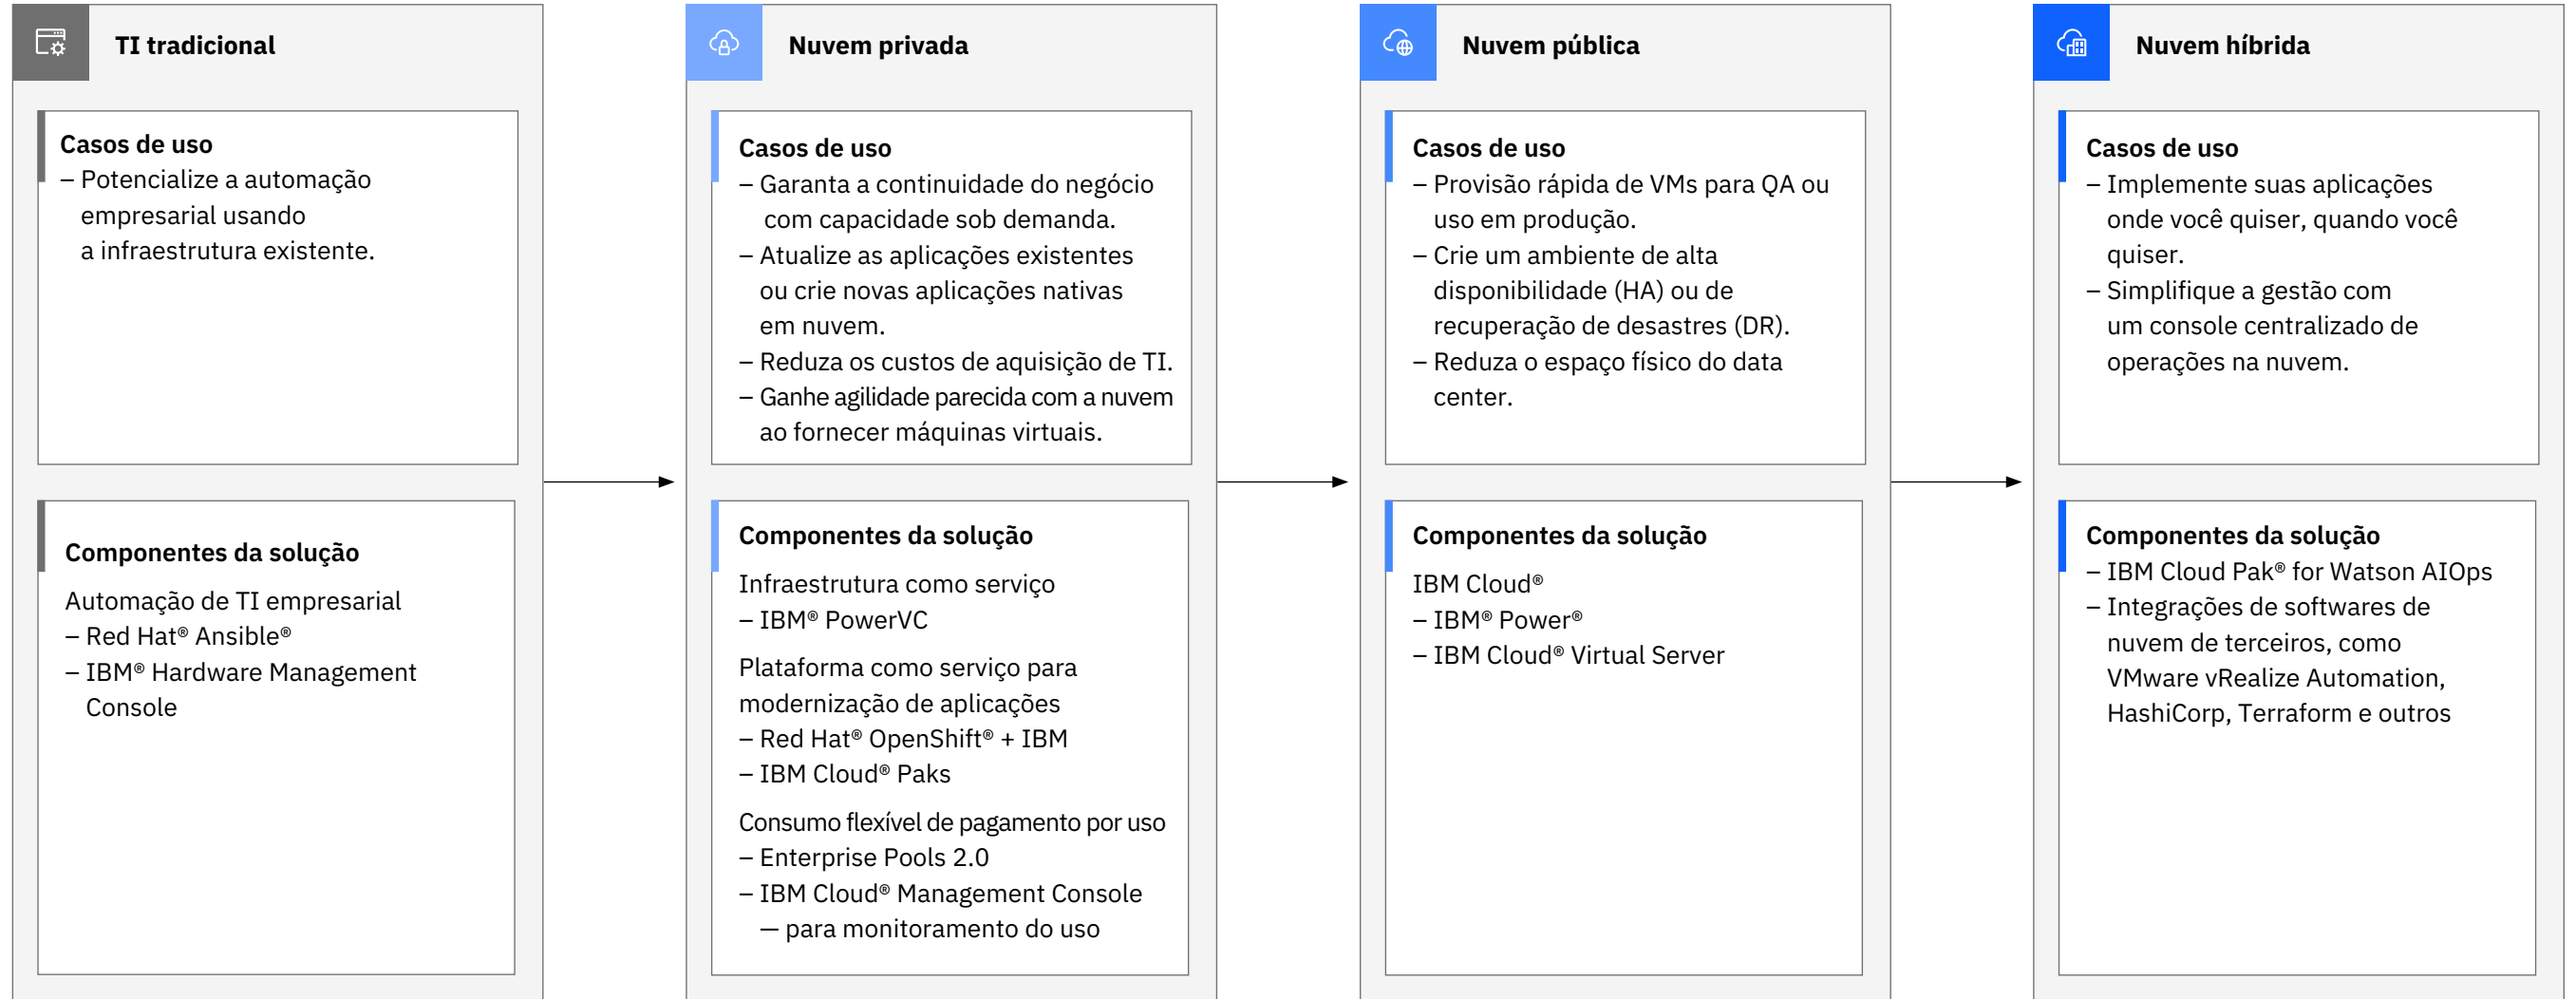 TI tradicional
Casos de uso
– Potencialize a automação
empresarial usando
a infraestrutura existente.
Componentes da solução
Automação de TI empresarial
– Red Hat® Ansible®
– IBM® Hardware Management
Console
Nuvem privada
Casos de uso
– Garanta a continuidade do negócio
com capacidade sob demanda.
– Atualize as aplicações existentes
ou crie novas aplicações nativas
em nuvem.
– Reduza os custos de aquisição de TI.
– Ganhe agilidade parecida com a nuvem
ao fornecer máquinas virtuais.
Componentes da solução
Infraestrutura como serviço
– IBM® PowerVC
Plataforma como serviço para
modernização de aplicações
– Red Hat® OpenShift® + IBM
– IBM Cloud® Paks
Consumo flexível de pagamento por uso
– Enterprise Pools 2.0
– IBM Cloud® Management Console
— para monitoramento do uso
Nuvem pública
Casos de uso
– Provisão rápida de VMs para QA ou
uso em produção.
– Crie um ambiente de alta
disponibilidade (HA) ou de
recuperação de desastres (DR).
– Reduza o espaço físico do data
center.
Componentes da solução
IBM Cloud®
– IBM® Power®
– IBM Cloud® Virtual Server
Nuvem híbrida
Casos de uso
– Implemente suas aplicações
onde você quiser, quando você
quiser.
– Simplifique a gestão com
um console centralizado de
operações na nuvem.
Componentes da solução
– IBM Cloud Pak® for Watson AIOps
– Integrações de softwares de
nuvem de terceiros, como
VMware vRealize Automation,
HashiCorp, Terraform e outros